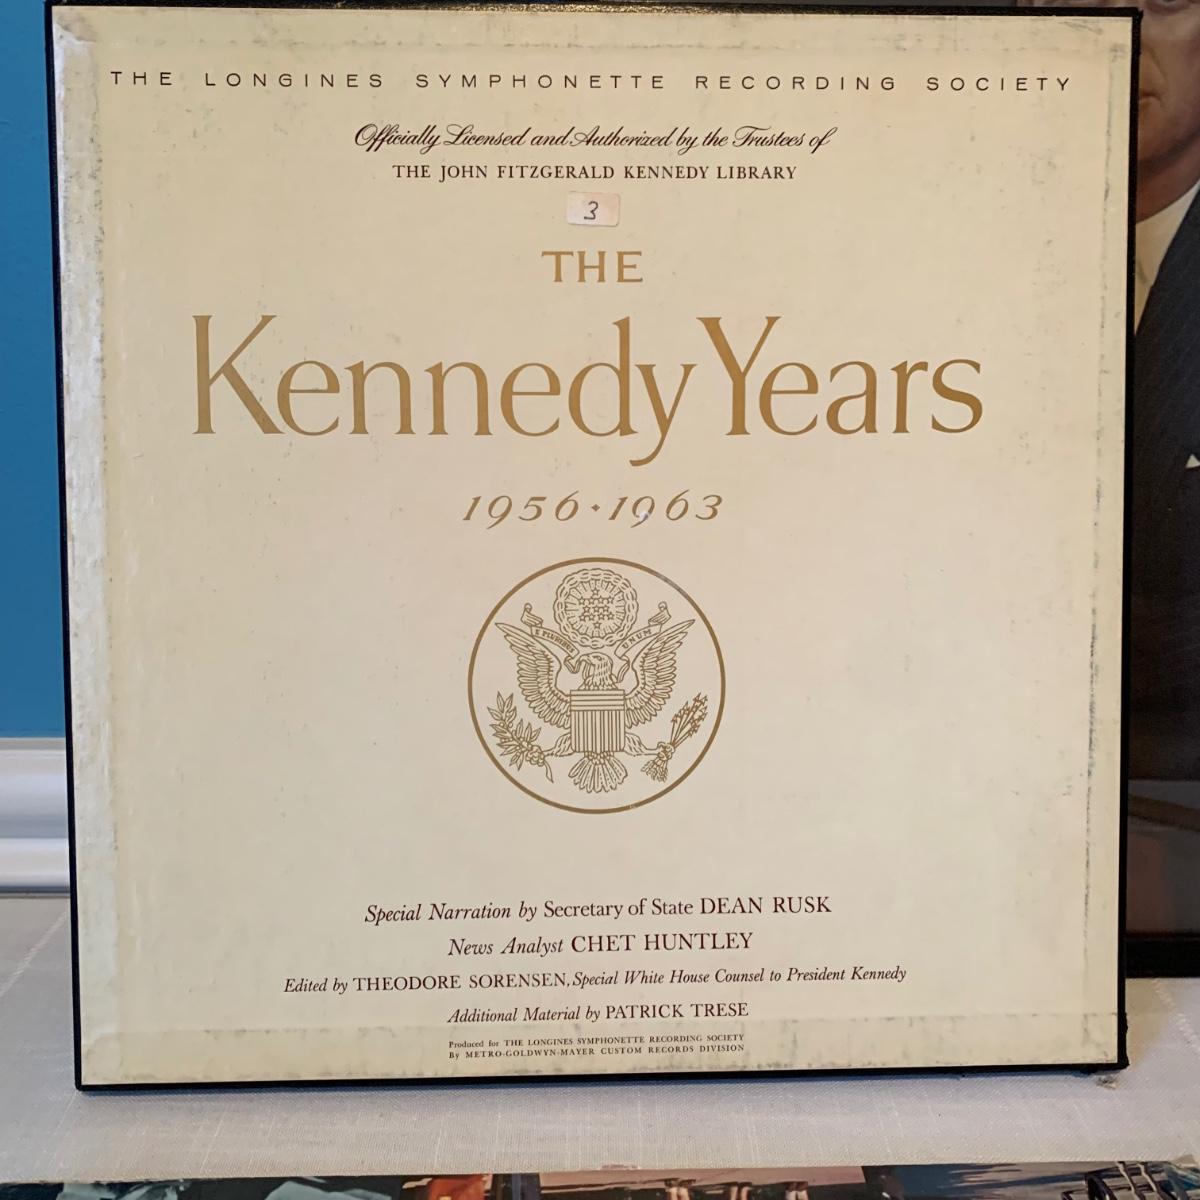 THE LONGINES SYMPHONETTE RECORDING SOCIETY
Officially Licensed and Authorized by the Trustees of
THE JOHN FITZGERALD KENNEDY LIBRARY
3
THE
Kennedy Years
1956 • 1963
E PLURIBUS UNUM
Special Narration by Secretary of State DEAN RUSK
News Analyst CHET HUNTLEY
Edited by THEODORE SORENSEN, Special White House Counsel to President Kennedy
Additional Material by PATRICK TRESE
Produced for THE LONGINES SYMPHONETTE RECORDING SOCIETY
By METRO-GOLDWYN-MAYER CUSTOM RECORDS DIVISION